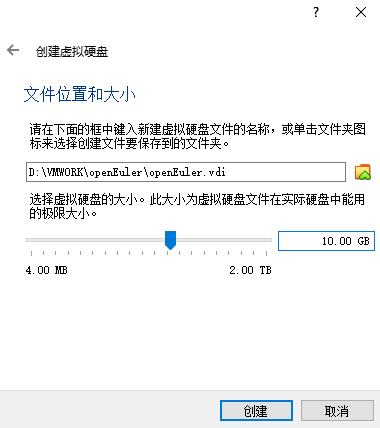 ?
创建虚拟硬盘
文件位置和大小
请在下面的框中键入新建虚拟硬盘文件的名称，或单击文件夹图
标来选择创建文件要保存到的文件夹。
D:\VMWORK\openEuler\openEuler.vdi
选择虚拟硬盘的大小。此大小为虚拟硬盘文件在实际硬盘中能用
的极限大小。
10.00 GB
4.00 MB 2.00 TB
创建 取消